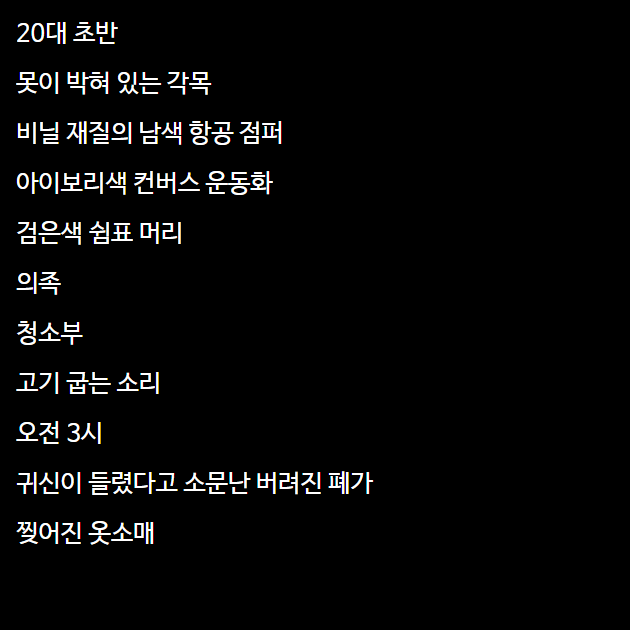 20대 초반
못이 박혀 있는 각목
비닐 재질의 남색 항공 점퍼
아이보리색 컨버스 운동화
검은색 쉼표 머리
의족
청소부
고기 굽는 소리
오전 3시
귀신이 들렸다고 소문난 버려진 폐가
찢어진 옷소매